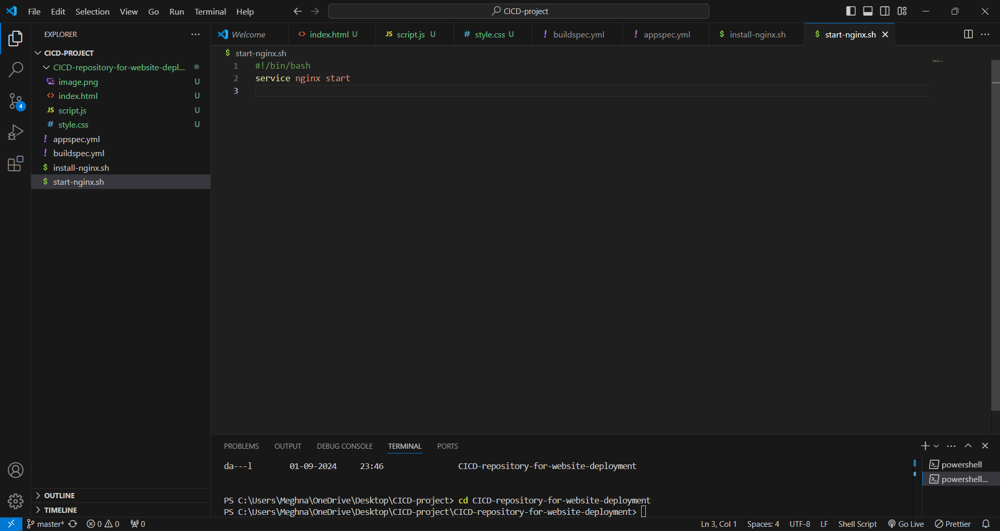 File Edit Selection View Go Run Terminal Help
CICD-project
EXPLORER
CICD-PROJECT
CICD-repository-for-website-depl...
image.png U
index.html U
JS script.js U
# style.css U
! appspec.yml
! buildspec.yml
$ install-nginx.sh
$ start-nginx.sh
4
OUTLINE
TIMELINE
Welcome
<> index.html U
JS script.js U
# style.css U
! buildspec.yml
! appspec.yml
$ install-nginx.sh
$ start-nginx.sh
$ start-nginx.sh
1 #!/bin/bash
2 service nginx start
3
PROBLEMS OUTPUT DEBUG CONSOLE TERMINAL PORTS
da---l 01-09-2024 23:46 CICD-repository-for-website-deployment
PS C:\Users\Meghna\OneDrive\Desktop\CICD-project> cd CICD-repository-for-website-deployment
PS C:\Users\Meghna\OneDrive\Desktop\CICD-project\CICD-repository-for-website-deployment>
powershell
powershell...
master* 0 0 0
Ln 3, Col 1 Spaces: 4 UTF-8 LF Shell Script Go Live Prettier